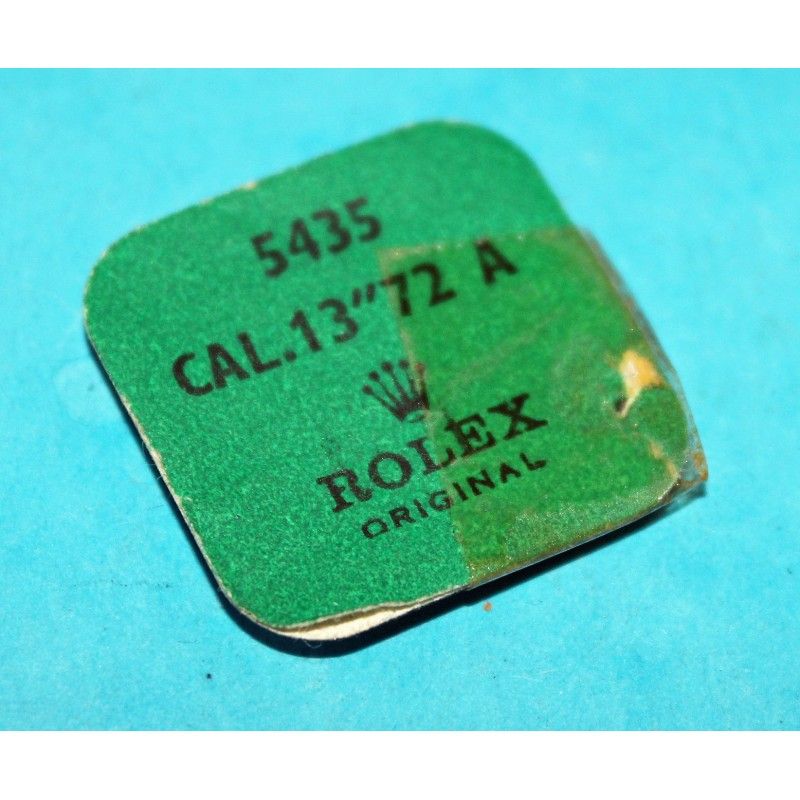 5435
CAL.13”72 A
ROLEX
ORIGINAL